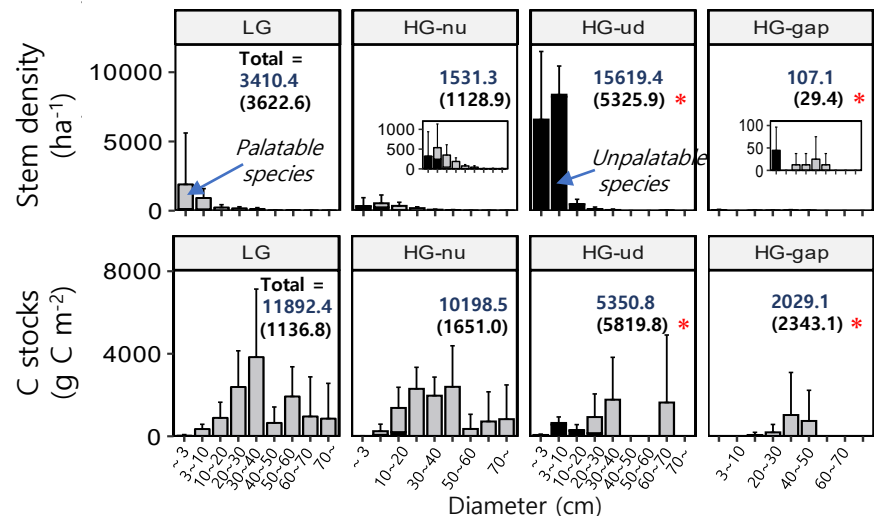 LG
HG-nu
HG-ud
HG-gap
Stem density
(ha-1)
10000
5000
0
Total =
3410.4
(3622.6)
Palatable
species
1531.3
(1128.9)
1000
500
0
15619.4
(5325.9) *
Unpalatable
species
107.1
(29.4) *
100
50
0
LG
HG-nu
HG-ud
HG-gap
C stocks
(g C m-2)
8000
4000
0
Total =
11892.4
(1136.8)
10198.5
(1651.0)
5350.8
(5819.8) *
2029.1
(2343.1) *
~3
3~10
10~20
20~30
30~40
40~50
50~60
60~70
70~
10~20
30~40
50~60
70~
~3
3~10
10~20
20~30
30~40
40~50
50~60
60~70
70~
3~10
20~30
40~50
60~70
Diameter (cm)